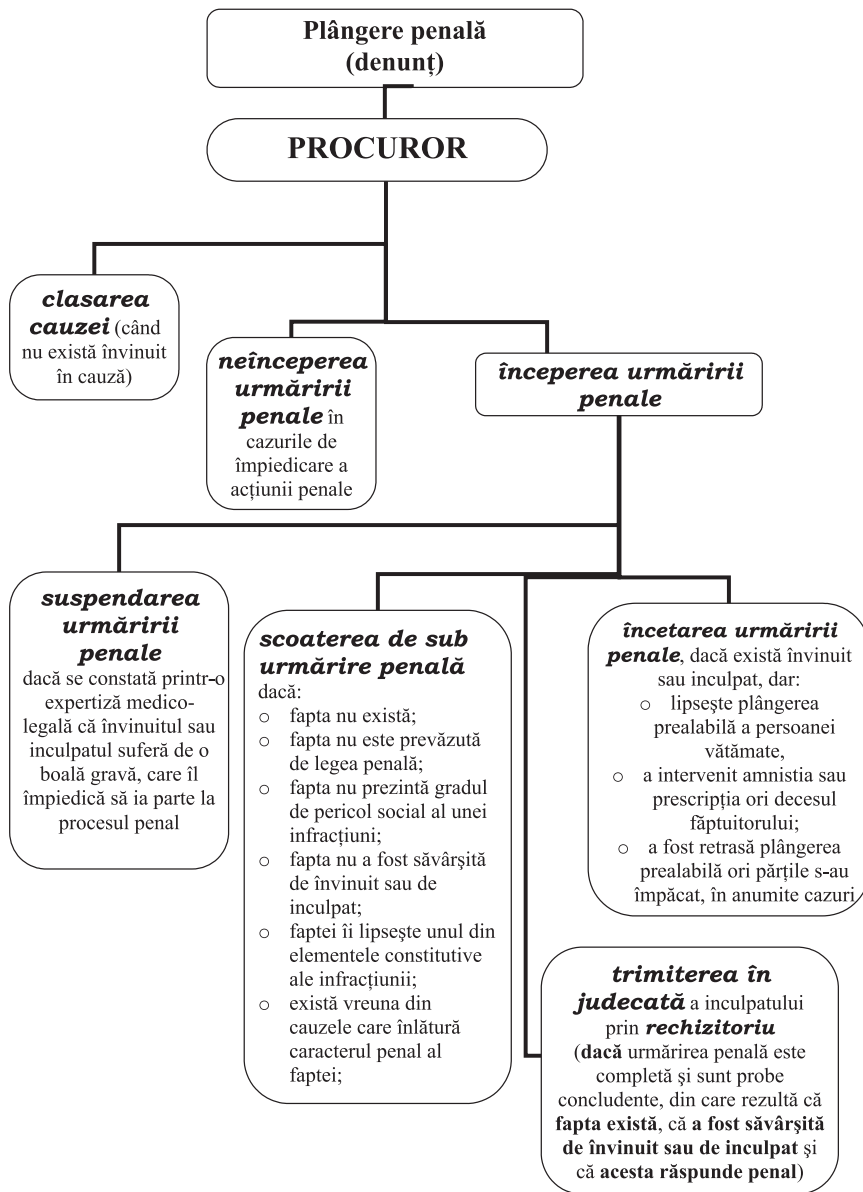 Plângere penală
(denunț)
PROCUROR
clasarea
cauzei (când
nu există învinuit
în cauză)
neînceperea
urmăririi
penale în
cazurile de
împiedicare a
acțiunii penale
începerea urmăririi
penale
suspendarea
urmăririi
penale
dacă se constată printr-o
expertiză medico-
legală că învinuitul sau
inculpatul suferă de o
boală gravă, care îl
împiedică să ia parte la
procesul penal
scoaterea de sub
urmărire penală
dacă:
o fapta nu există;
o fapta nu este prevăzută
de legea penală;
o fapta nu prezintă gradul
de pericol social al unei
infracțiuni;
o fapta nu a fost săvârşită
de învinuit sau de
inculpat;
o faptei îi lipseşte unul din
elementele constitutive
ale infracțiunii;
o există vreuna din
cauzele care înlătură
caracterul penal al
faptei;
încetarea urmăririi
penale, dacă există învinuit
sau inculpat, dar:
o lipseşte plângerea
prealabilă a persoanei
vătămate,
o a intervenit amnistia sau
prescripția ori decesul
făptuitorului;
o a fost retrasă plângerea
prealabilă ori părțile s-au
împăcat, în anumite cazuri
trimiterea în
judecată a inculpatului
prin rechizitoriu
(dacă urmărirea penală este
completă şi sunt probe
concludente, din care rezultă că
fapta există, că a fost săvârşită
de învinuit sau de inculpat şi
că acesta răspunde penal)